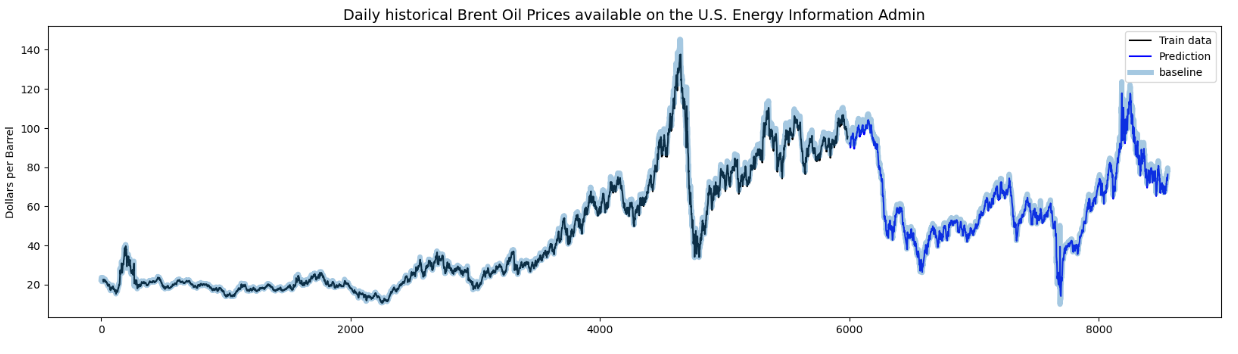 Daily historical Brent Oil Prices available on the U.S. Energy Information Admin
Train data
Prediction
baseline
Dollars per Barrel
140
120
100
80
60
40
20
0
2000
4000
6000
8000